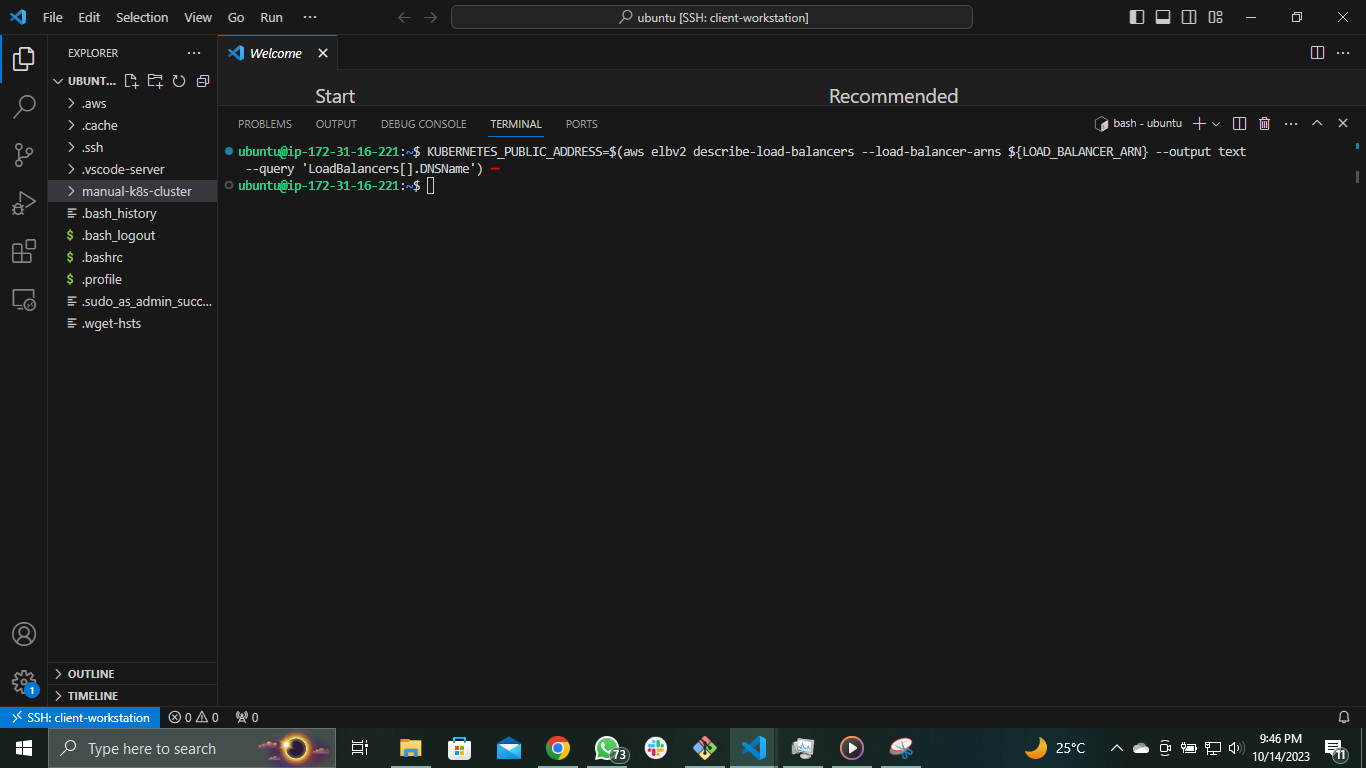 File Edit Selection View Go Run ···
ubuntu [SSH: client-workstation]
EXPLORER ···
UBUNT...
.aws
.cache
.ssh
.vscode-server
manual-k8s-cluster
.bash_history
.bash_logout
.bashrc
.profile
.sudo_as_admin_succ...
.wget-hsts
OUTLINE
TIMELINE
Welcome
Start
Recommended
PROBLEMS OUTPUT DEBUG CONSOLE TERMINAL PORTS
bash - ubuntu
ubuntu@ip-172-31-16-221:~$ KUBERNETES_PUBLIC_ADDRESS=$(aws elbv2 describe-load-balancers --load-balancer-arns ${LOAD_BALANCER_ARN} --output text
--query 'LoadBalancers[].DNSName')
ubuntu@ip-172-31-16-221:~$
1
SSH: client-workstation 0 0 0
Type here to search
73
25°C
9:46 PM
10/14/2023
11